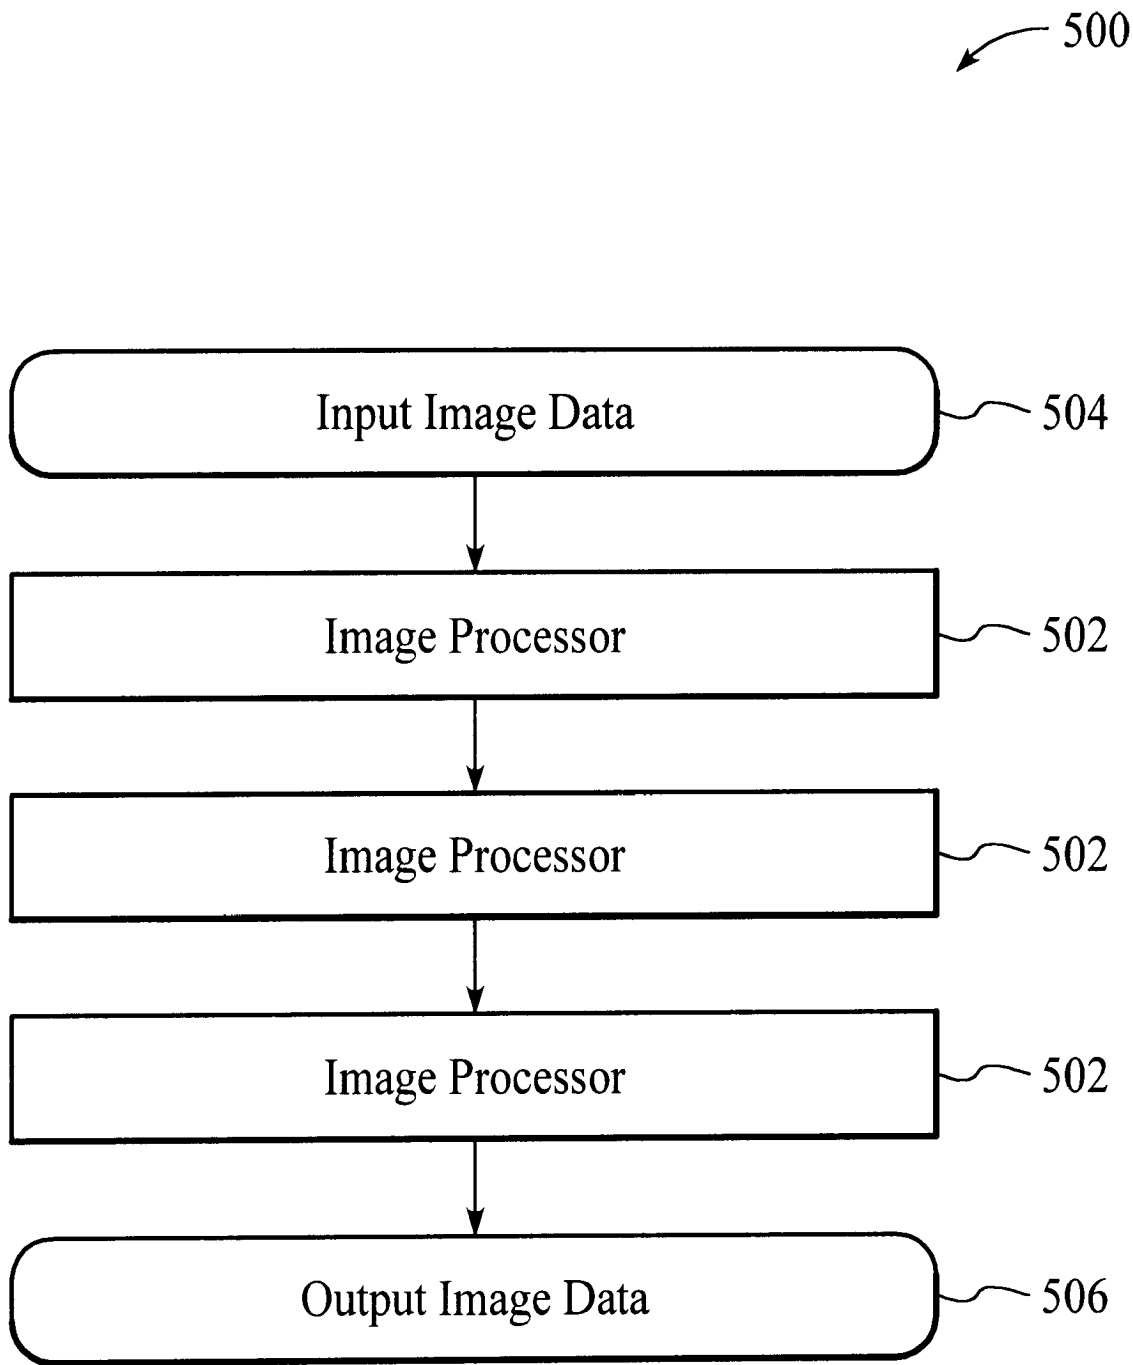 500
Input Image Data
504
Image Processor
502
Image Processor
502
Image Processor
502
Output Image Data
506